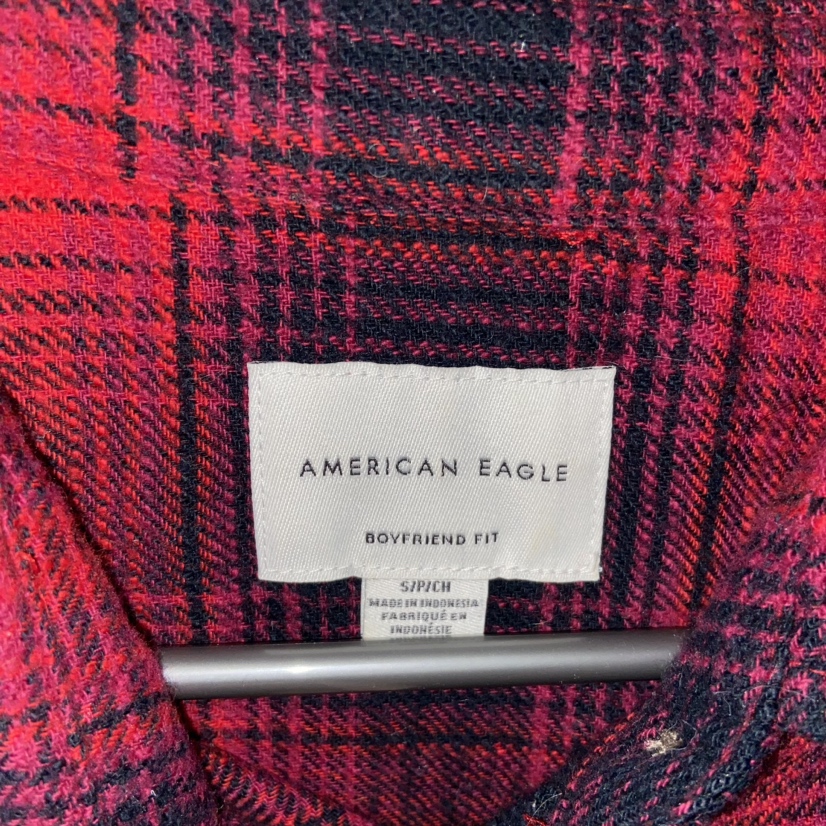 AMERICAN EAGLE
BOYFRIEND FIT
S/P/CH
MADE IN INDONESIA
FABRIQUÉ EN
INDONÉSIE